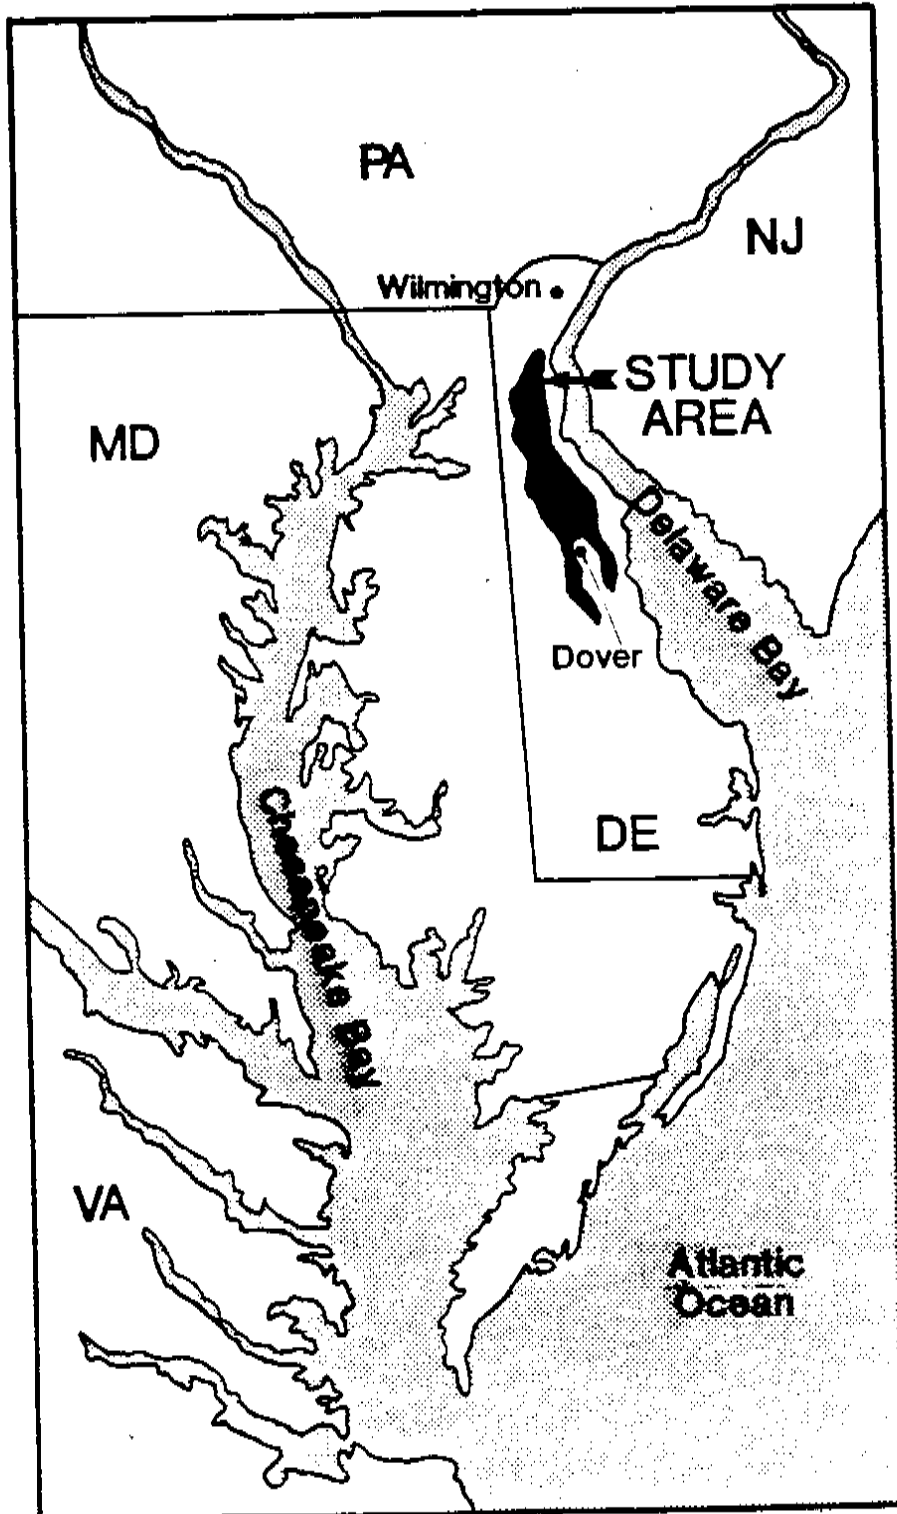 PA
NJ
Wilmington
STUDY
AREA
MD
Delaware Bay
Dover
DE
Chesapeake Bay
VA
Atlantic
Ocean